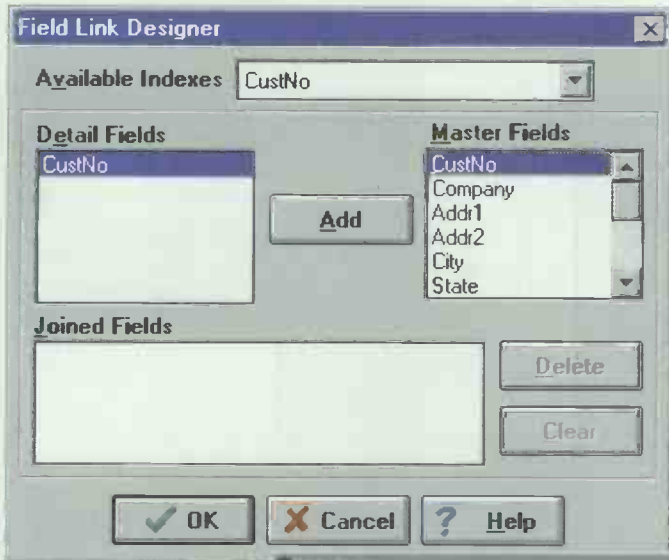 Field Link Designer
Available Indexes CustNo
Detail Fields
CustNo
Add
Master Fields
CustNo
Company
Addr1
Addr2
City
State
Joined Fields
Delete
Clear
OK Cancel Help